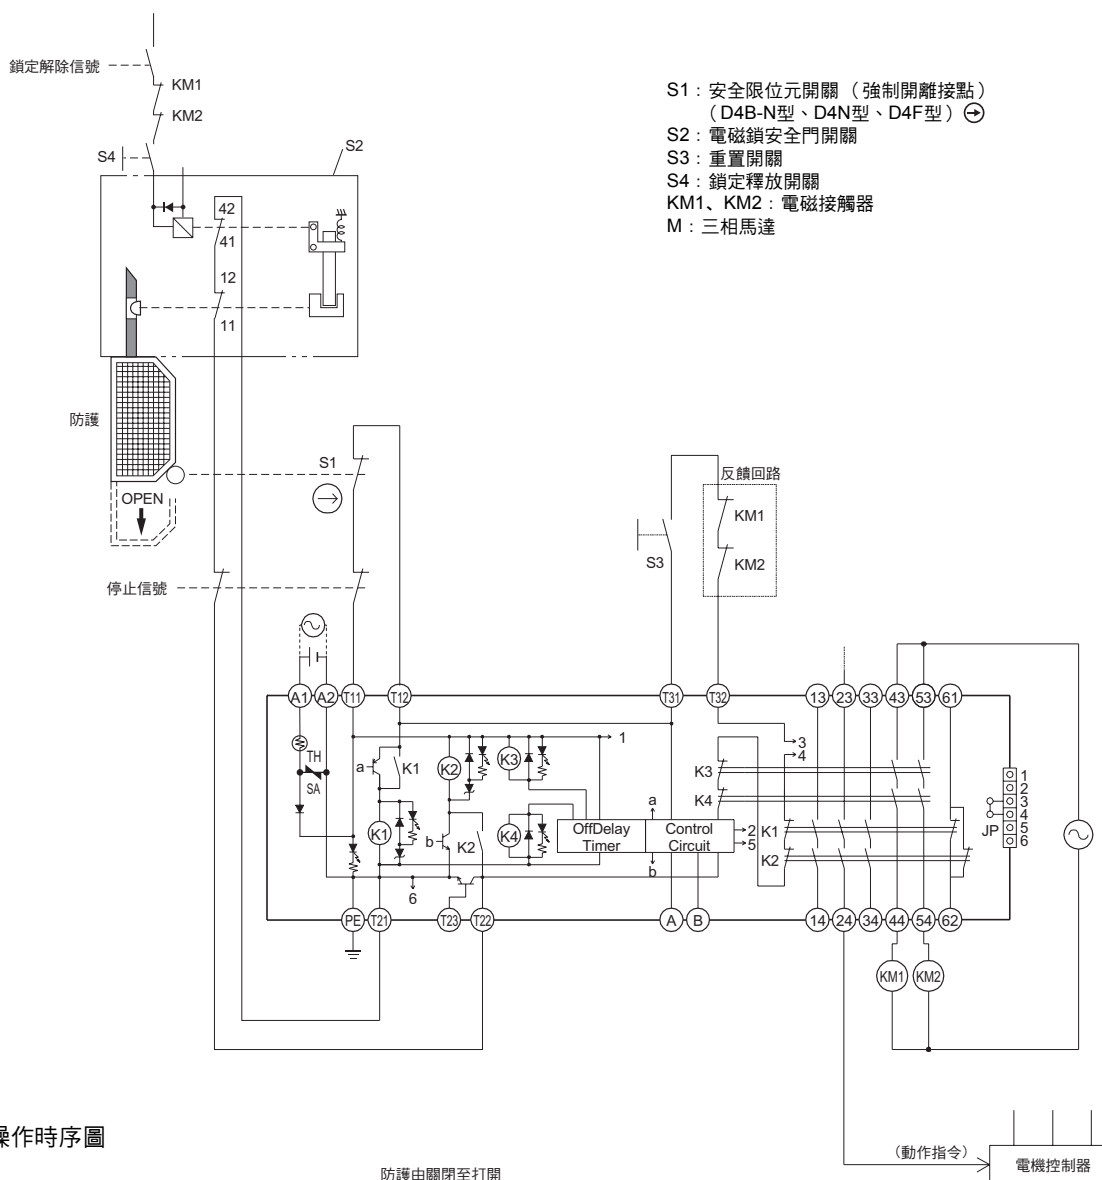 鎖定解除信號
KM1
KM2
S4
S2
S1：安全限位元開關（強制開離接點）
（D4B-N型、D4N型、D4F型）
S2：電磁鎖安全門開關
S3：重置開關
S4：鎖定釋放開關
KM1、KM2：電磁接觸器
M：三相馬達
42
41
12
11
防護
OPEN
S1
停止信號
反饋回路
KM1
KM2
S3
A1 A2 T11 T12 T31 T32 13 23 33 43 53 61
TH
SA
a
K1
K2
K3
1
3
4
K3
K4
K1
b
K2
K4
a
OffDelay Timer
Control Circuit
2
5
b
6
K1
K2
JP
1
2
3
4
5
6
PE T21 T23 T22 A B 14 24 34 44 54 62
KM1 KM2
操作時序圖
防護由關閉至打開
（動作指令）
電機控制器